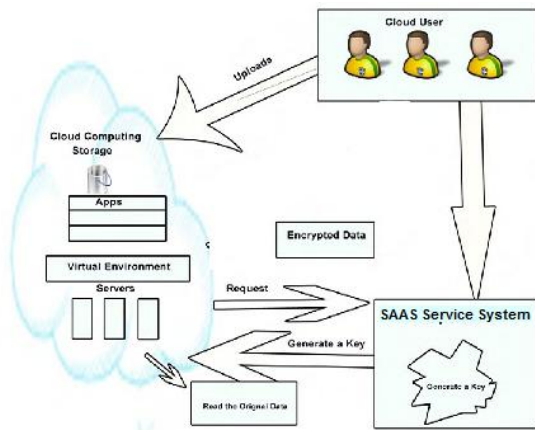 Cloud User
Uploads
Cloud Computing
Storage
Apps
Encrypted Data
Virtual Environment
Servers
Request
SAAS Service System
Generate a Key
Generate a Key
Read the Orignel Data